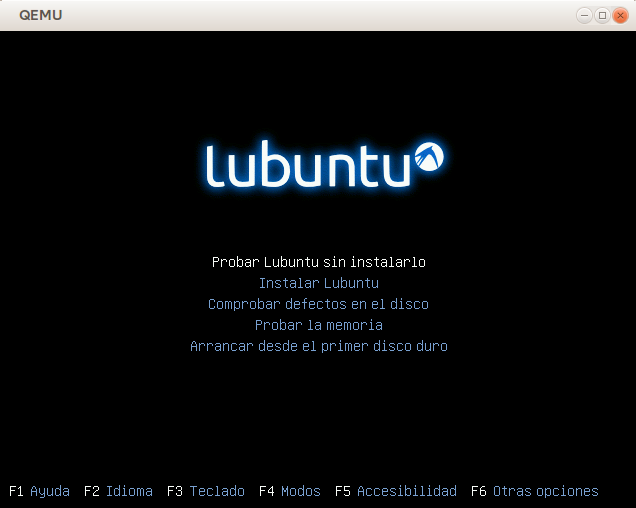 QEMU
lubuntu
Probar Lubuntu sin instalarlo
Instalar Lubuntu
Comprobar defectos en el disco
Probar la memoria
Arrancar desde el primer disco duro
F1 Ayuda F2 Idioma F3 Teclado F4 Modos F5 Accesibilidad F6 Otras opciones